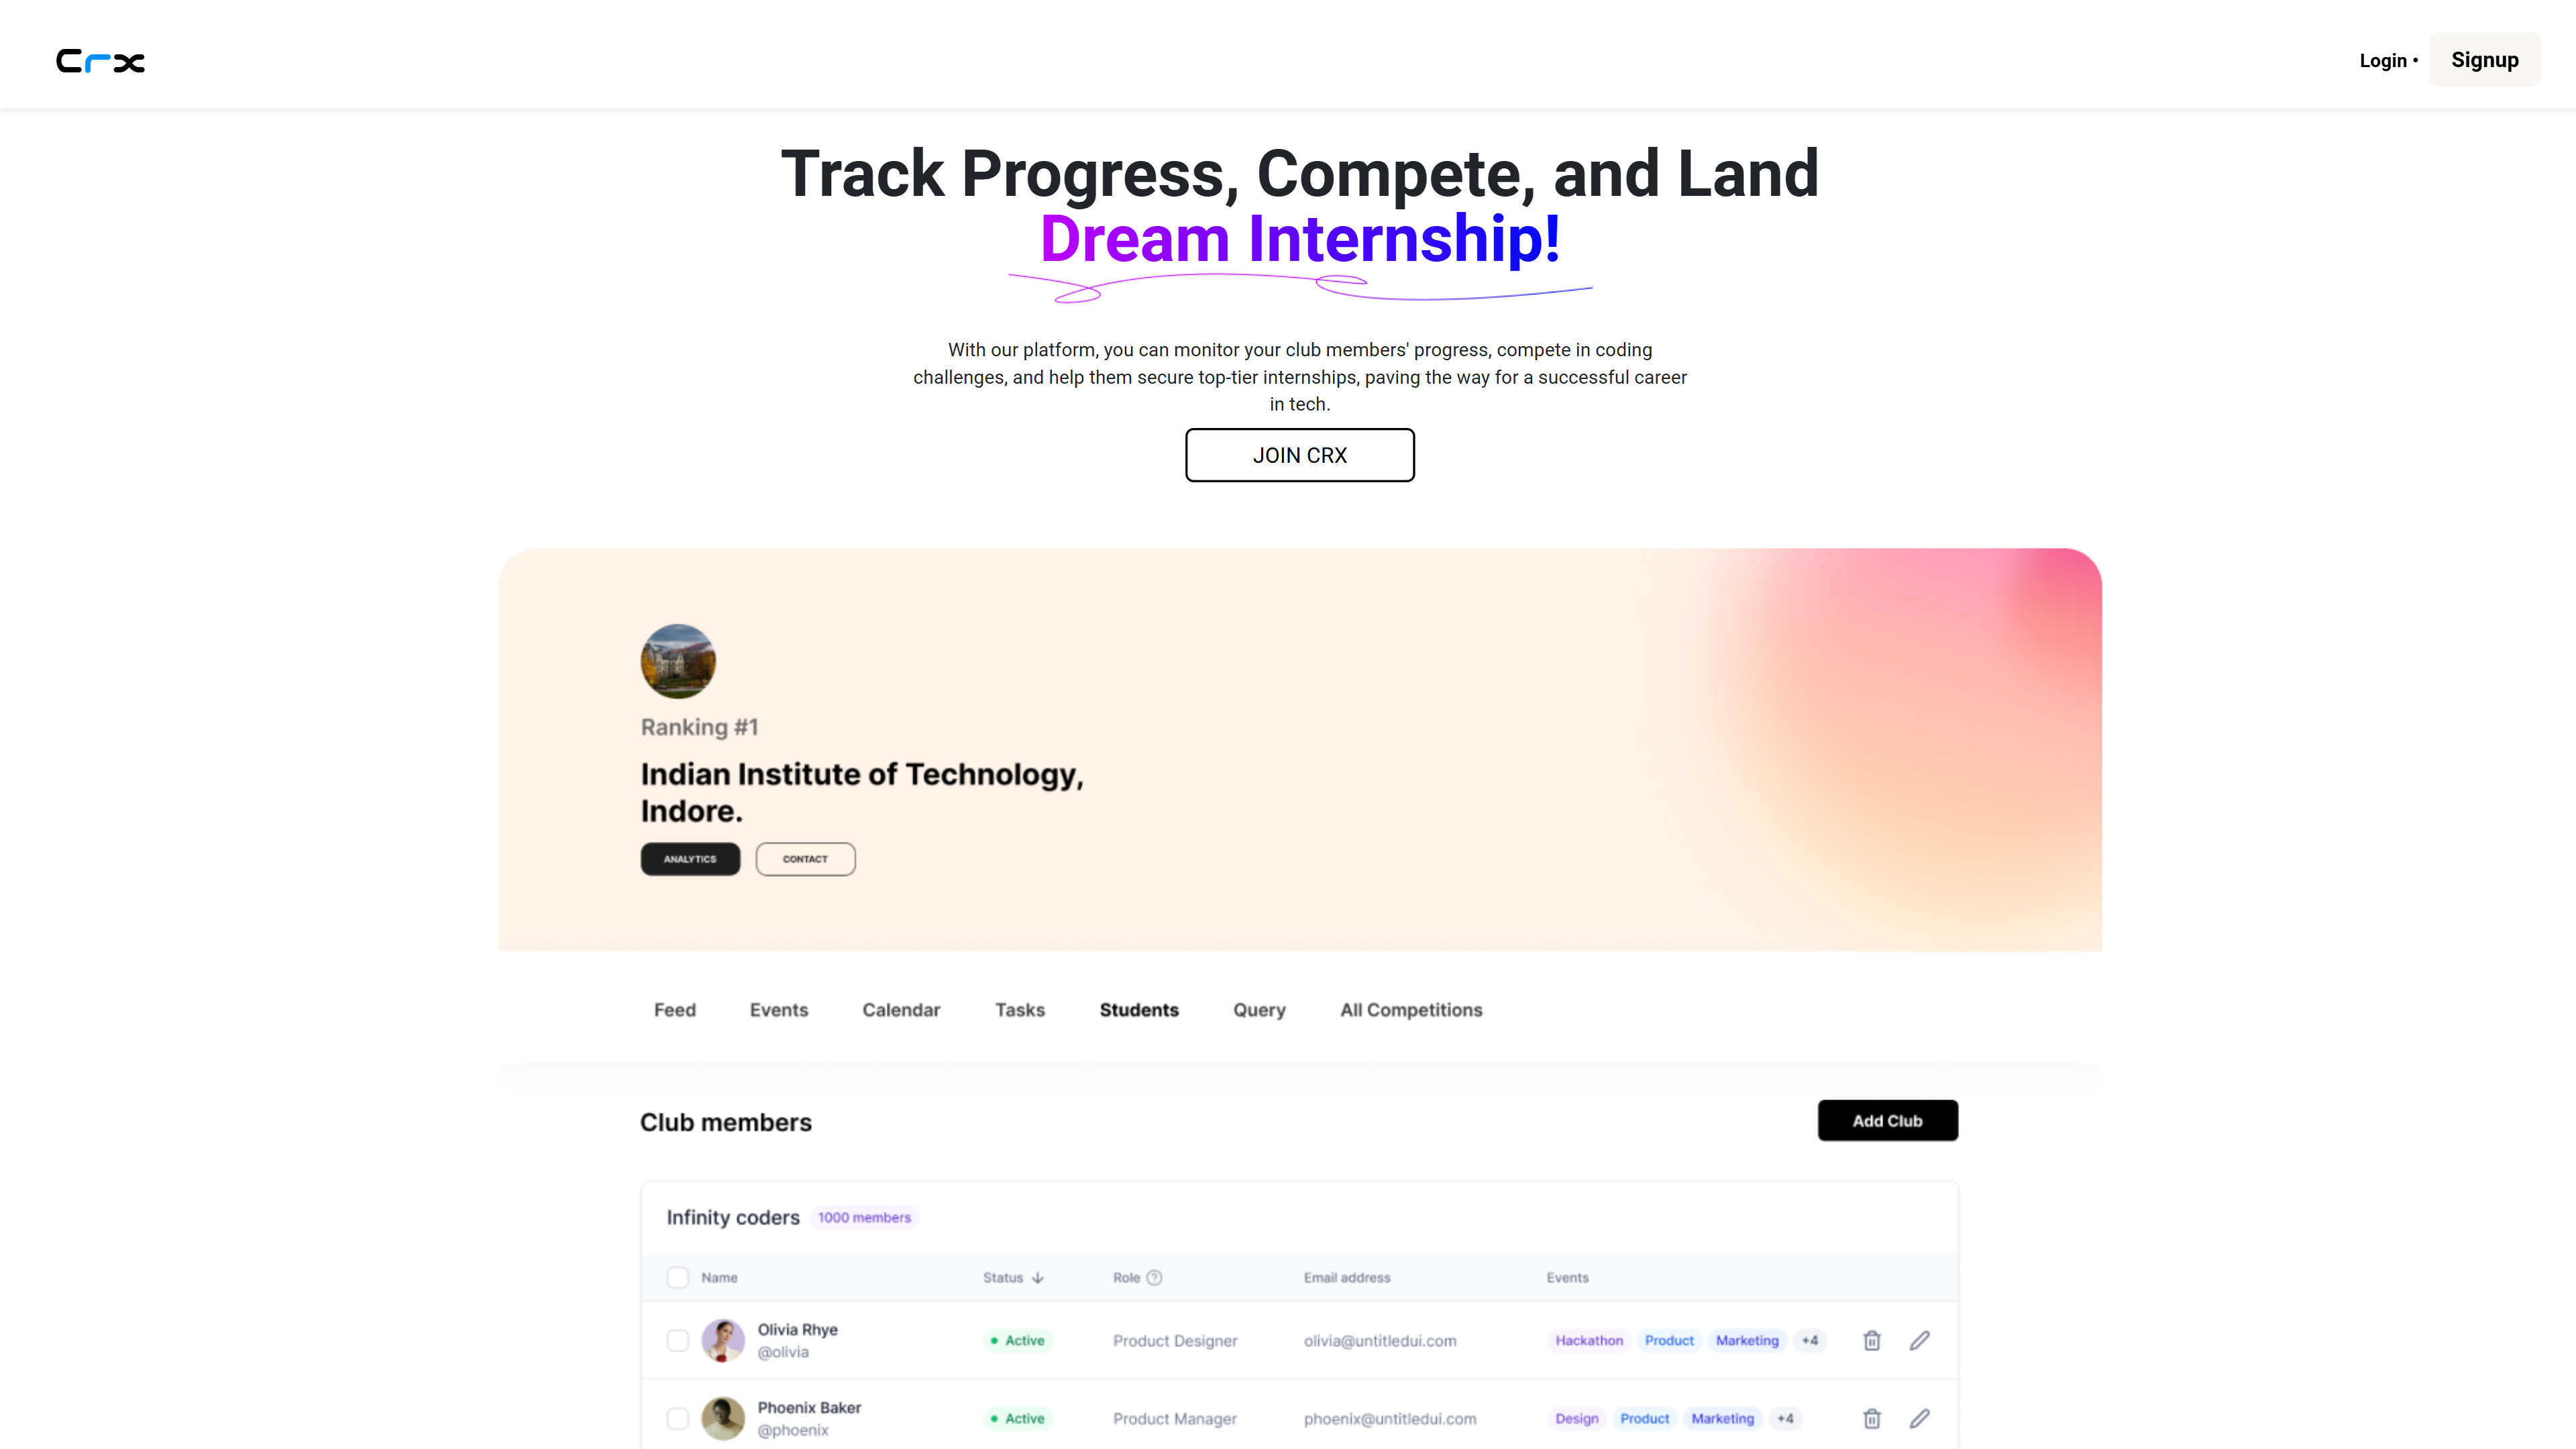 Crx
Login •
Signup
Track Progress, Compete, and Land
Dream Internship!
With our platform, you can monitor your club members' progress, compete in coding
challenges, and help them secure top-tier internships, paving the way for a successful career
in tech.
JOIN CRX
Ranking #1
Indian Institute of Technology,
Indore.
ANALYTICS CONTACT
Feed Events Calendar Tasks Students Query All Competitions
Club members
Add Club
Infinity coders 1000 members
Name Status Role Email address Events
Olivia Rhye
@olivia
Active Product Designer olivia@untitledui.com Hackathon Product Marketing +4
Phoenix Baker
@phoenix
Active Product Manager phoenix@untitledui.com Design Product Marketing +4